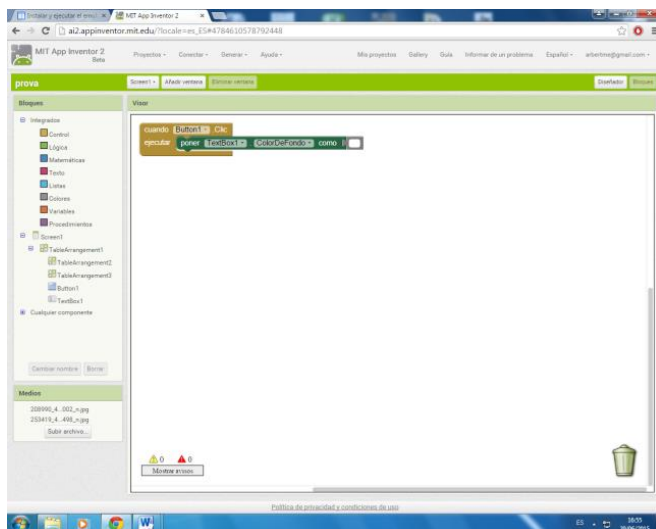 Instalar y ejecutar el emul
MIT App Inventor 2
ai2.appinventor.mit.edu/?locale=es_ES#4784610578792448
MIT App Inventor 2
Beta
Proyectos Conectar Generar Ayuda Mis proyectos Gallery Guía Informar de un problema Español
prova
Screen1 Añadir ventana Eliminar ventana Diseñador Bloques
Bloques
Visor
Integrados
Control
Lógica
Matemáticas
Texto
Listas
Colores
Variables
Procedimientos
Screen1
TableArrangement1
TableArrangement2
TableArrangement3
Button1
TextBox1
Cualquier componente
Cambiar nombre Borrar
Medios
Subir archivo...
cuando Button1 Clic
ejecutar poner TextBox1 . ColorDeFondo como
0 0
Mostrar avisos
Política de privacidad y condiciones de uso
ES 16:55